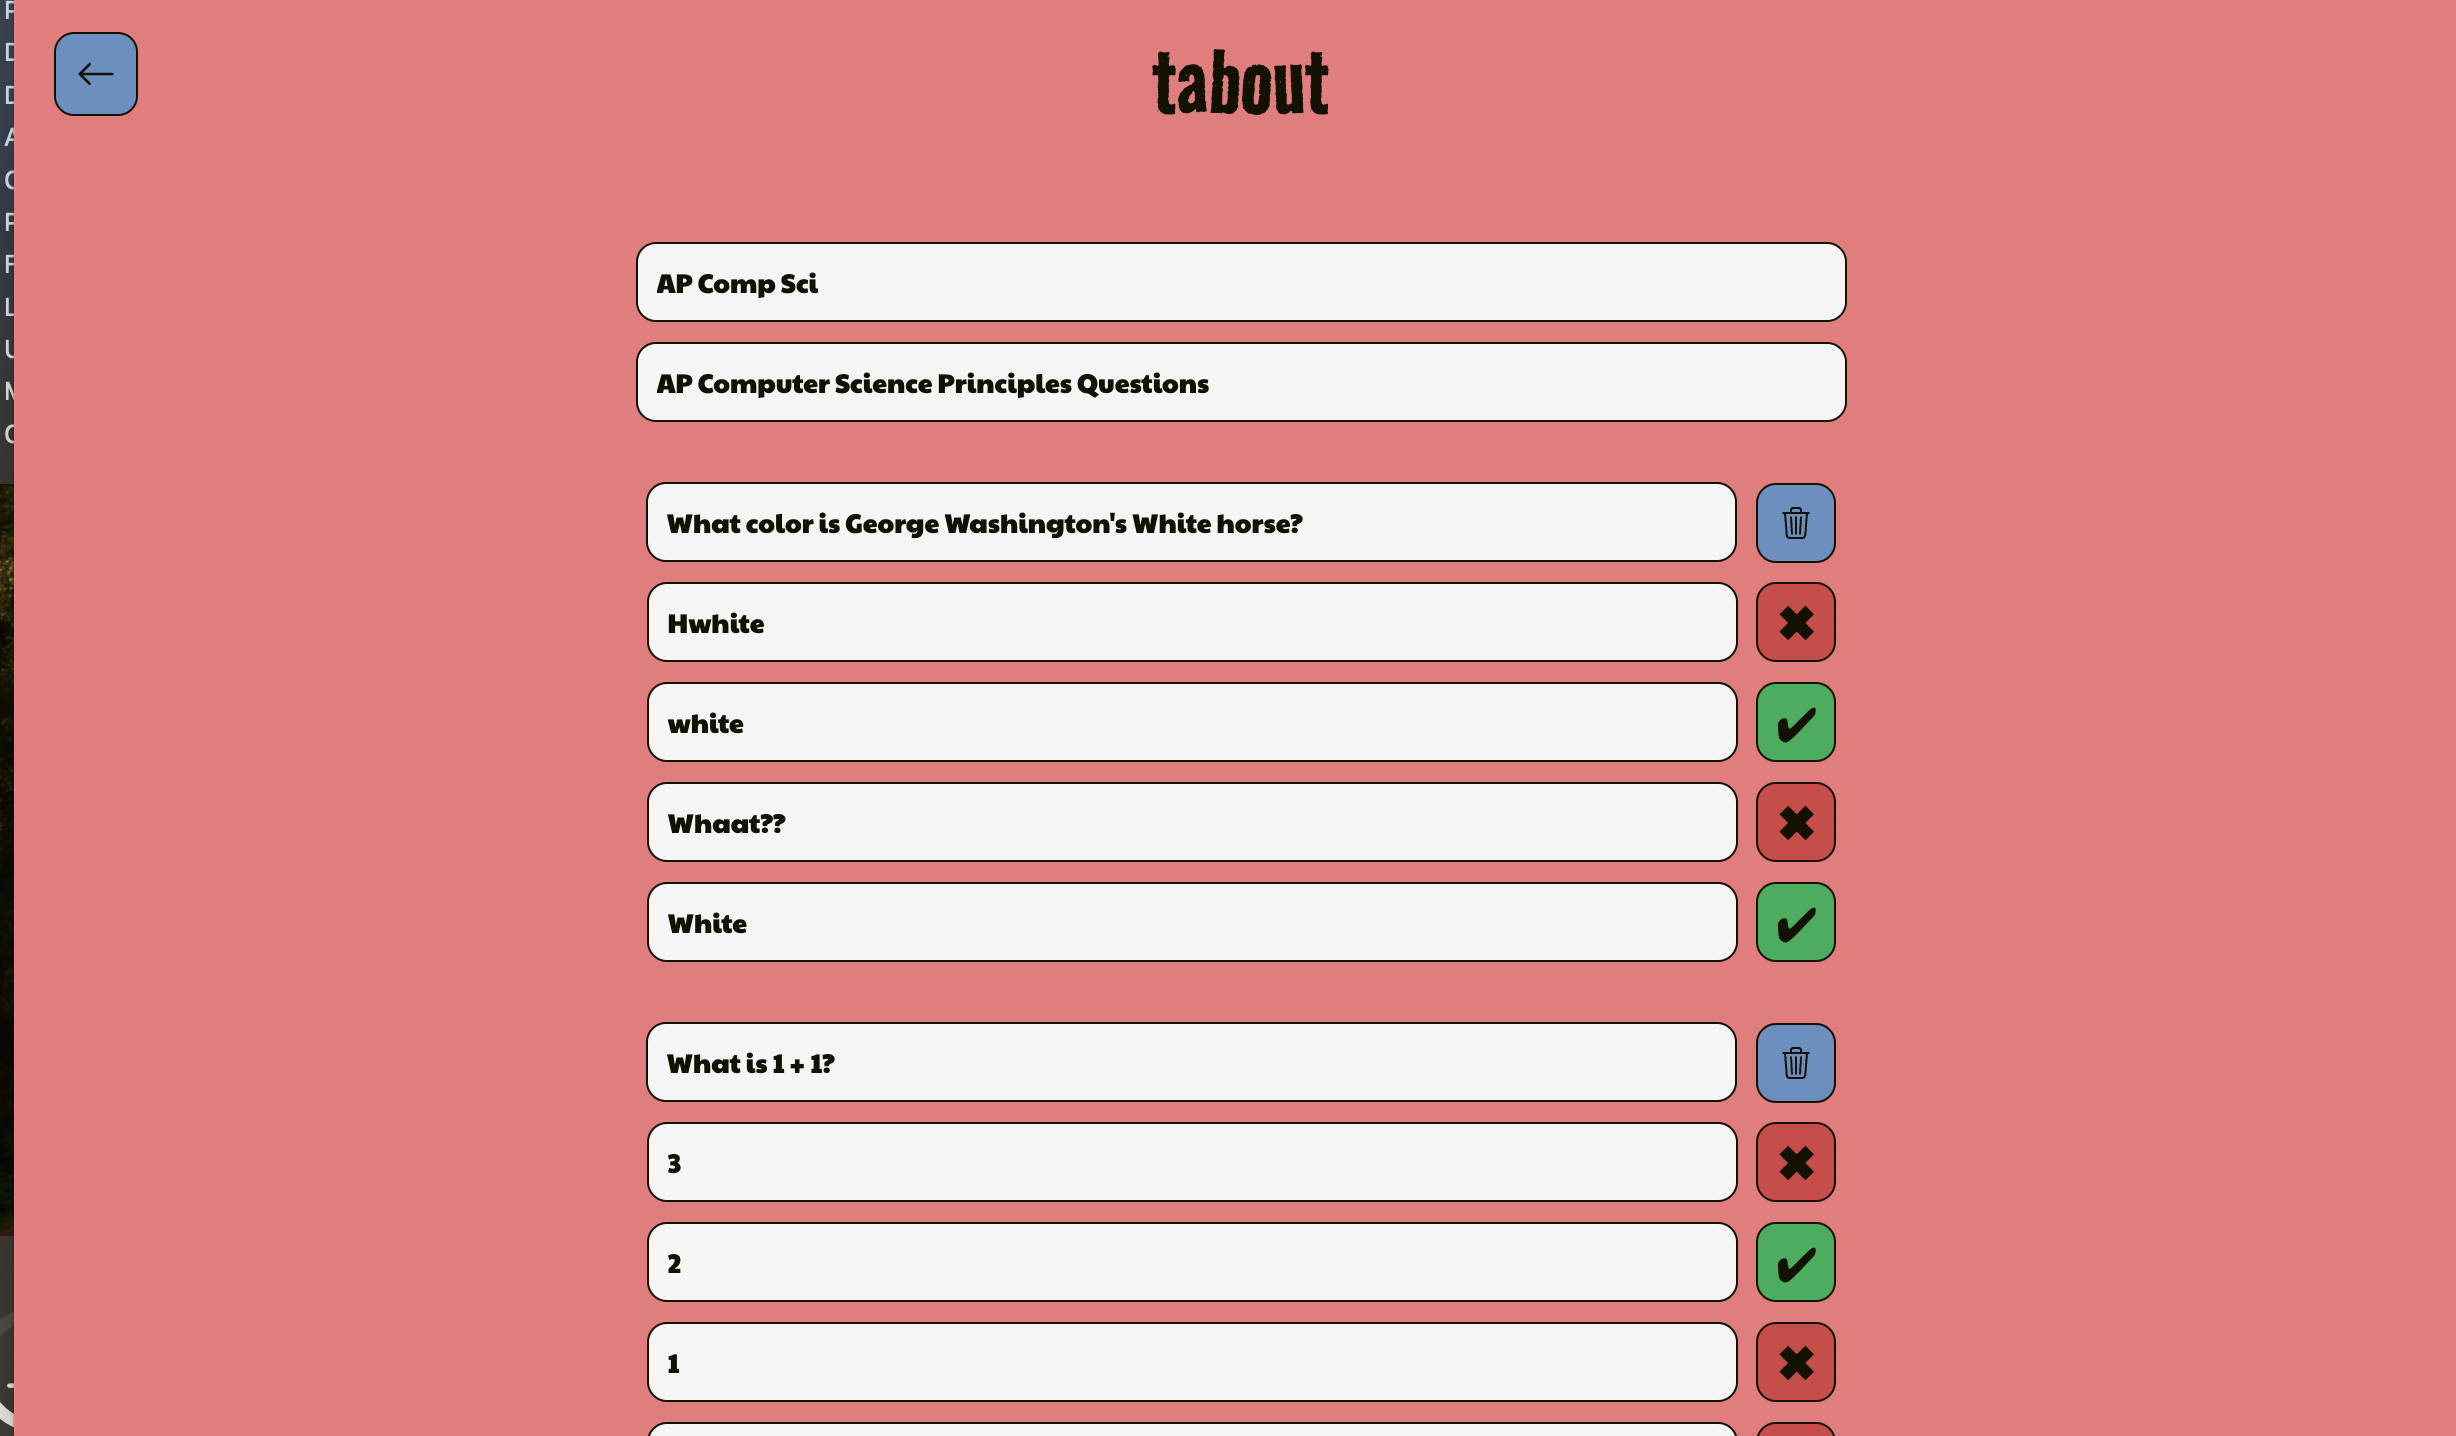 tabout
AP Comp Sci
AP Computer Science Principles Questions
What color is George Washington's White horse?
Hwhite
white
Whaat??
White
What is 1 + 1?
3
2
1